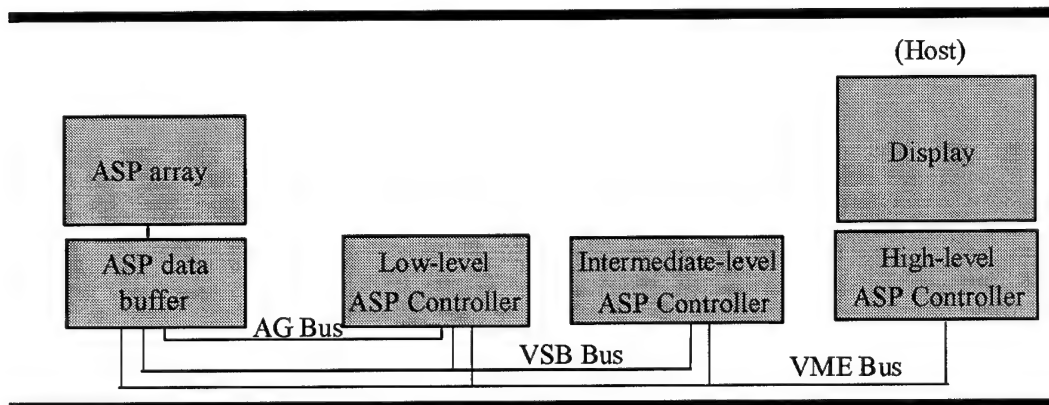 (Host)
ASP array
Display
ASP data
buffer
Low-level
ASP Controller
Intermediate-level
ASP Controller
High-level
ASP Controller
AG Bus
VSB Bus
VME Bus